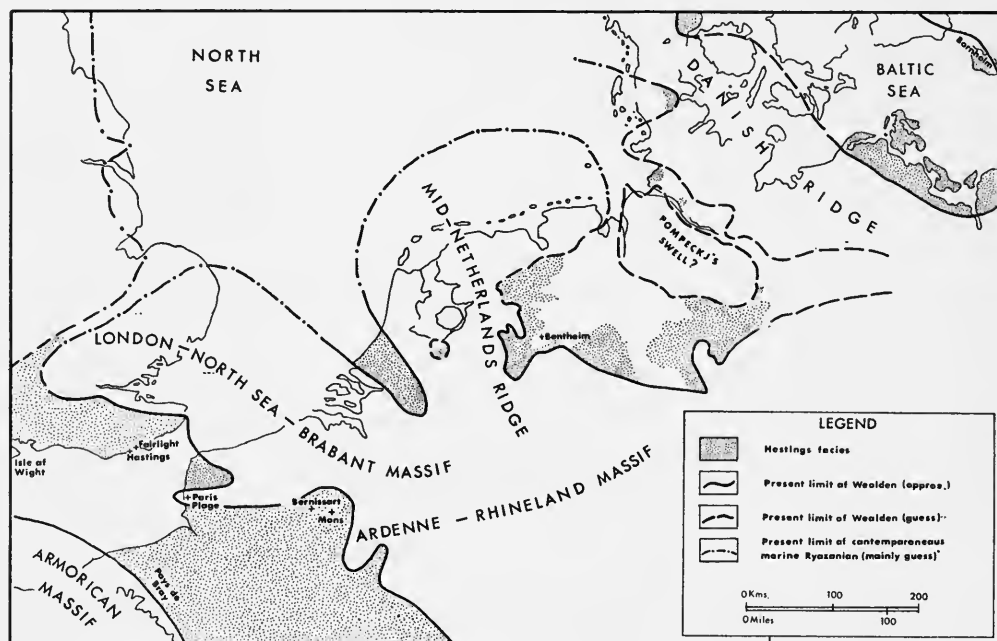 NORTH
SEA
DANISH RIDGE
BALTIC
SEA
Bornholm
MID-NETHERLANDS RIDGE
POMPECKJ'S
SWELL?
+Bentheim
LONDON-NORTH SEA-BRABANT MASSIF
Fairlight
Hastings
Isle of
Wight
Paris
Plage
Bernissart
Mons
ARDENNE-RHINELAND MASSIF
Pays de
Bray
ARMORICAN
MASSIF
LEGEND
Hastings facies
Present limit of Wealden (approx.)
Present limit of Wealden (guess)
Present limit of contemporaneous
marine Ryazanian (mainly guess)
0 Kms. 100 200
0 Miles 100